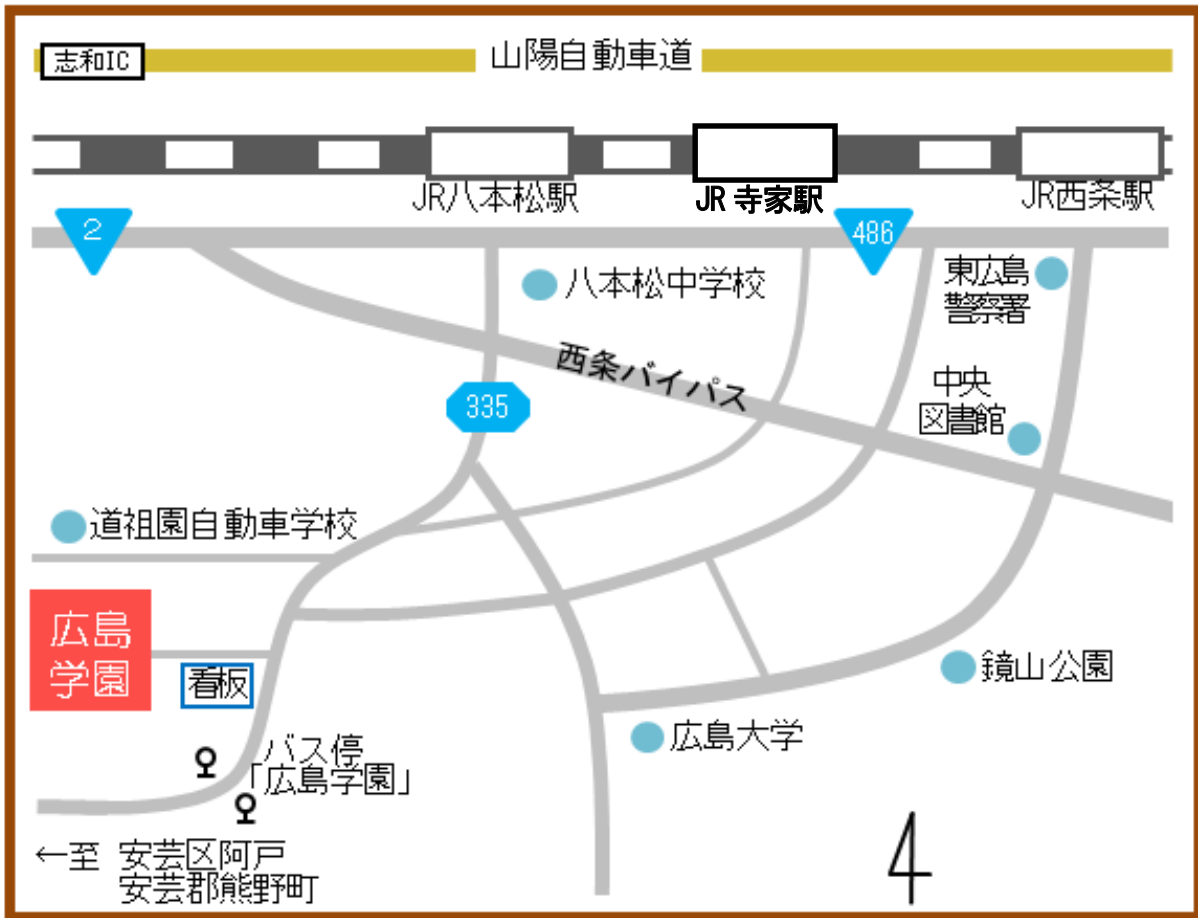 志和IC
山陽自動車道
JR八本松駅
JR 寺家駅
JR西条駅
2
486
八本松中学校
東広島
警察署
西条バイパス
中央
図書館
335
道祖園自動車学校
広島
学園
看板
鏡山公園
広島大学
バス停
「広島学園」
←至 安芸区阿戸
安芸郡熊野町